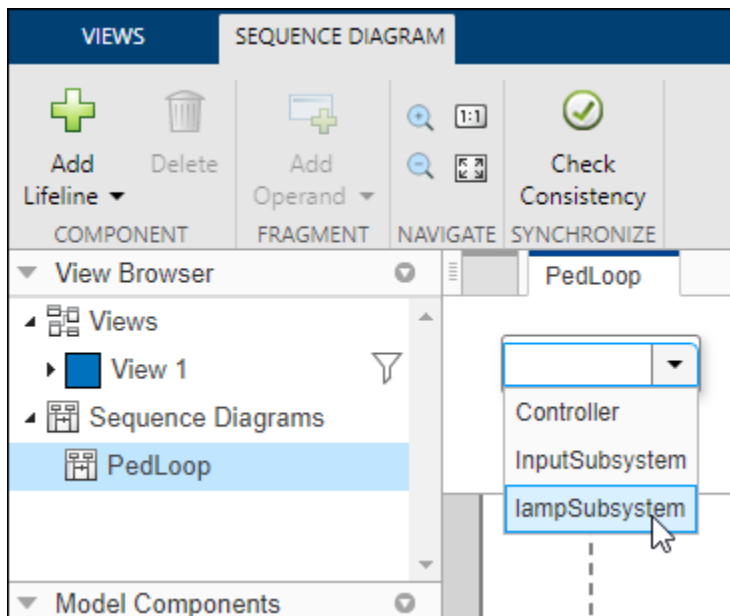 VIEWS SEQUENCE DIAGRAM
Add Lifeline
Delete
Add Operand
1:1
Check Consistency
COMPONENT FRAGMENT NAVIGATE SYNCHRONIZE
View Browser
PedLoop
Views
View 1
Controller
Sequence Diagrams
InputSubsystem
PedLoop
lampSubsystem
Model Components